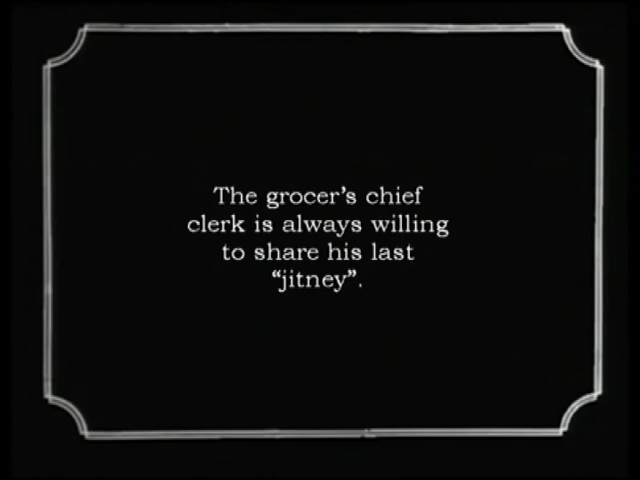 The grocer's chief
clerk is always willing
to share his last
“jitney”.